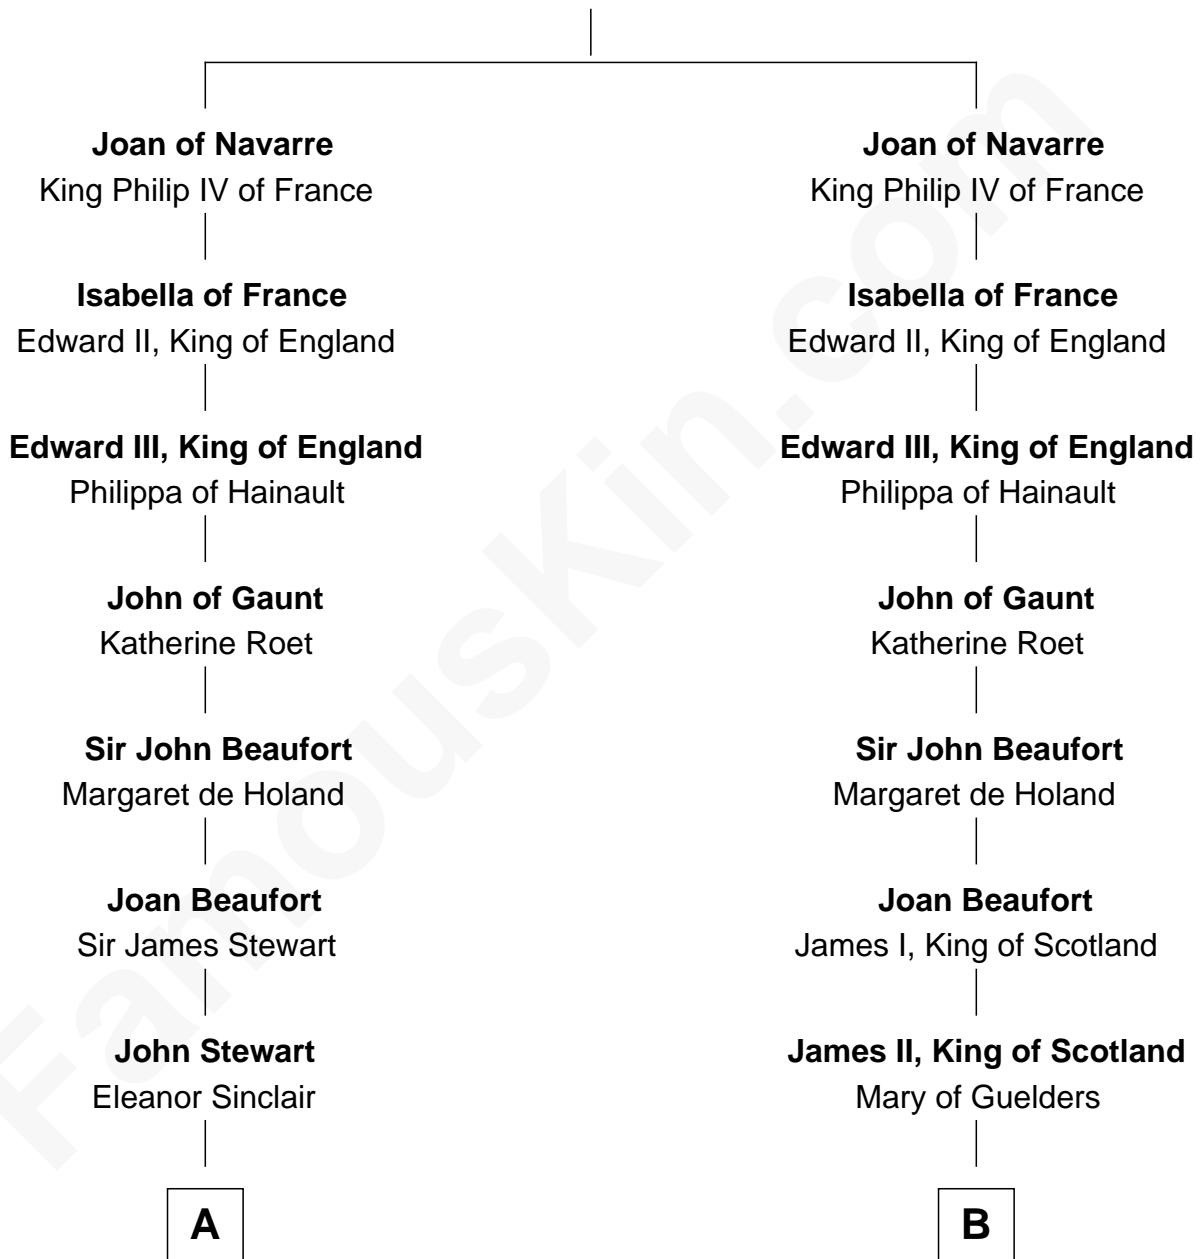 Joan of Navarre
King Philip IV of France
Isabella of France
Edward II, King of England
Edward III, King of England
Philippa of Hainault
John of Gaunt
Katherine Roet
Sir John Beaufort
Margaret de Holand
Joan Beaufort
Sir James Stewart
John Stewart
Eleanor Sinclair
A
Joan of Navarre
King Philip IV of France
Isabella of France
Edward II, King of England
Edward III, King of England
Philippa of Hainault
John of Gaunt
Katherine Roet
Sir John Beaufort
Margaret de Holand
Joan Beaufort
James I, King of Scotland
James II, King of Scotland
Mary of Guelders
B
FamousKin.com